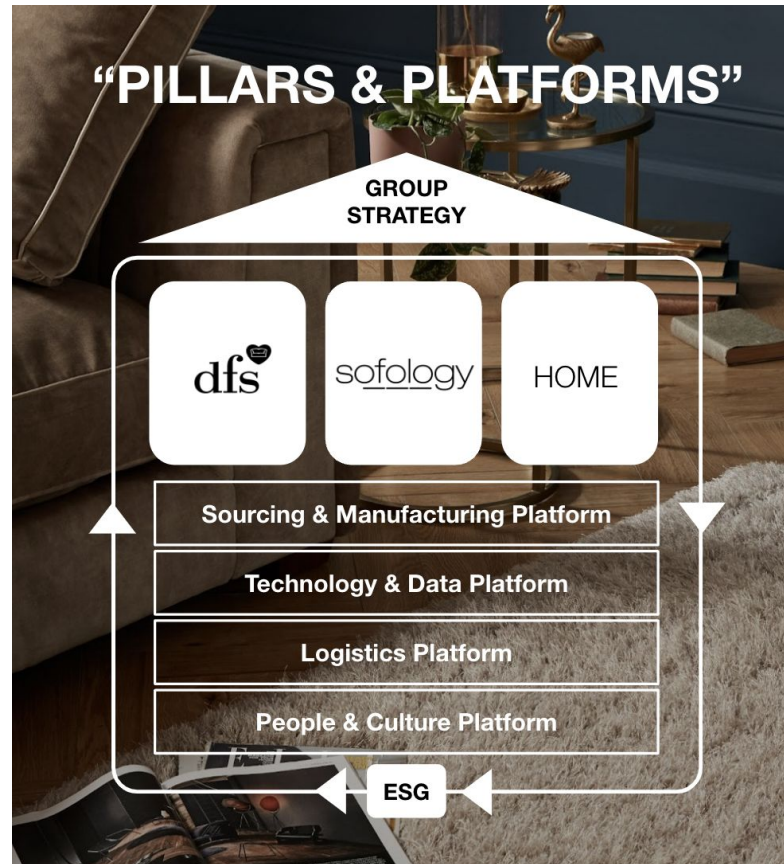 “PILLARS & PLATFORMS”
GROUP
STRATEGY
dfs
sofology
HOME
Sourcing & Manufacturing Platform
Technology & Data Platform
Logistics Platform
People & Culture Platform
ESG